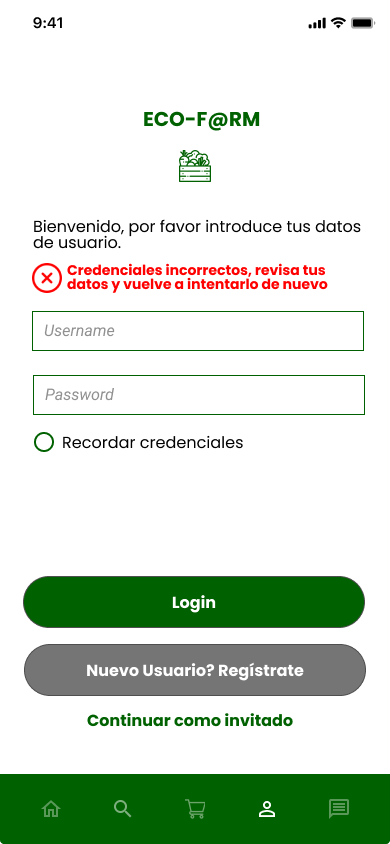 9:41
ECO-F@RM
Bienvenido, por favor introduce tus datos
de usuario.
Credenciales incorrectos, revisa tus
datos y vuelve a intentarlo de nuevo
Username
Password
Recordar credenciales
Login
Nuevo Usuario? Regístrate
Continuar como invitado